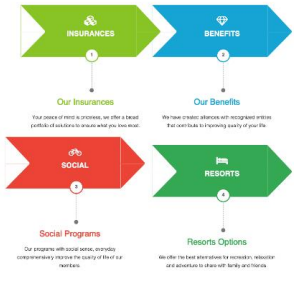 INSURANCES
1
Our Insurances
Your peace of mind is priceless, we offer a broad
portfolio of solutions to ensure what you love most.
BENEFITS
2
Our Benefits
We have created alliances with recognized entities
that contribute to improving quality of your life.
SOCIAL
3
Social Programs
Our programs with social sense, everyday
comprehensively improve the quality of life of our
members.
RESORTS
4
Resorts Options
We offer the best alternatives for recreation, relaxation
and adventure to share with family and friends.